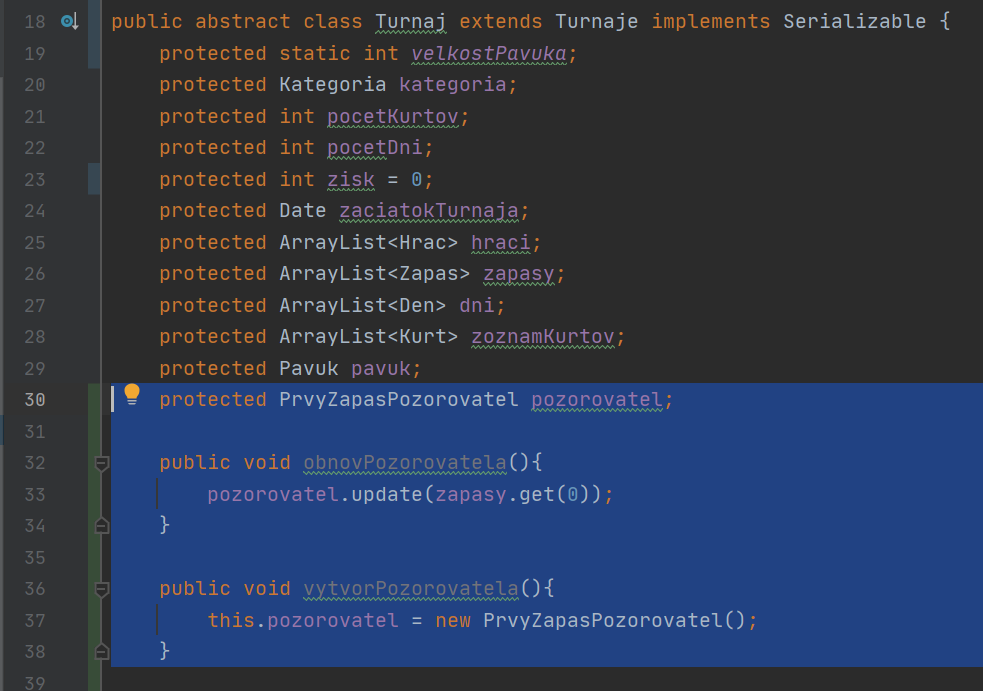 18 public abstract class Turnaj extends Turnaje implements Serializable {
19 protected static int velkostPavuka;
20 protected Kategoria kategoria;
21 protected int pocetKurtov;
22 protected int pocetDni;
23 protected int zisk = 0;
24 protected Date zaciatokTurnaja;
25 protected ArrayList<Hrac> hraci;
26 protected ArrayList<Zapas> zapasy;
27 protected ArrayList<Den> dni;
28 protected ArrayList<Kurt> zoznamKurtov;
29 protected Pavuk pavuk;
30 protected PrvyZapasPozorovatel pozorovatel;
31
32 public void obnovPozorovatela(){
33 pozorovatel.update(zapasy.get(0));
34 }
35
36 public void vytvorPozorovatela(){
37 this.pozorovatel = new PrvyZapasPozorovatel();
38 }
39